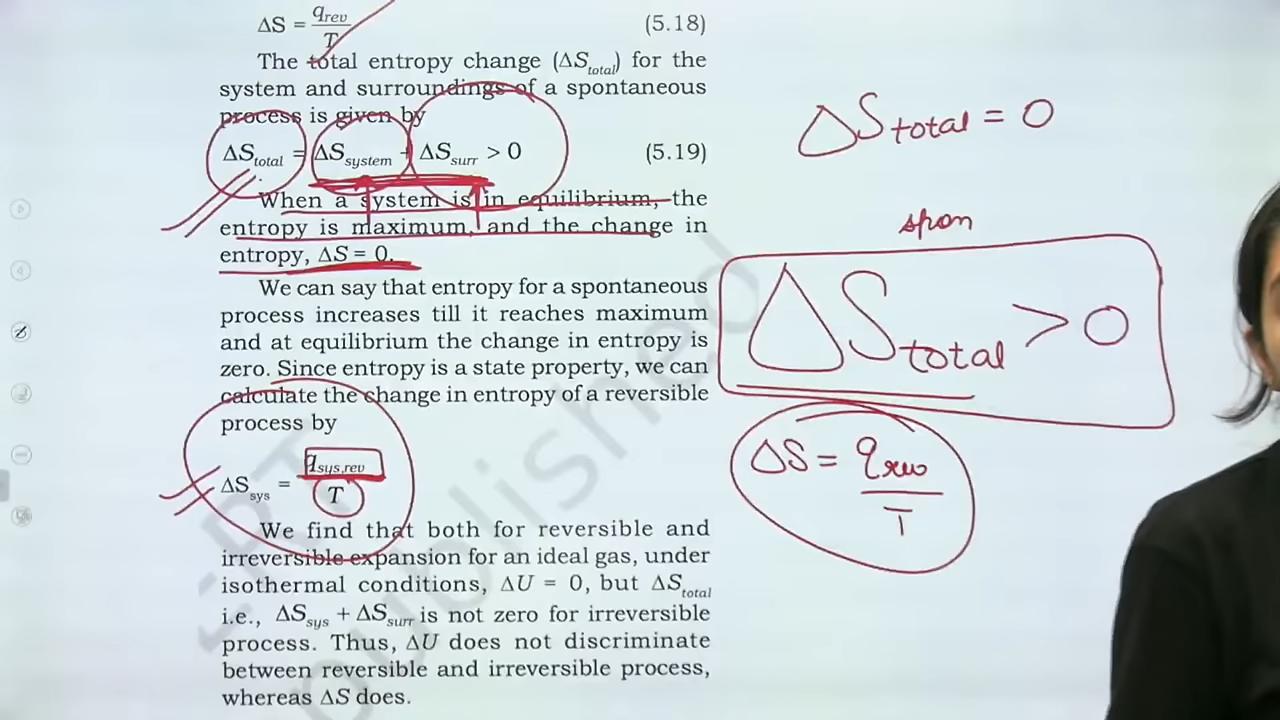 ΔS = q_rev / T (5.18)
The total entropy change (ΔS_total) for the
system and surroundings of a spontaneous
process is given by
ΔS_total = ΔS_system + ΔS_surr > 0 (5.19)
When a system is in equilibrium, the
entropy is maximum, and the change in
entropy, ΔS = 0.
We can say that entropy for a spontaneous
process increases till it reaches maximum
and at equilibrium the change in entropy is
zero. Since entropy is a state property, we can
calculate the change in entropy of a reversible
process by
ΔS_sys = q_sys,rev / T
We find that both for reversible and
irreversible expansion for an ideal gas, under
isothermal conditions, ΔU = 0, but ΔS_total
i.e., ΔS_sys + ΔS_surr is not zero for irreversible
process. Thus, ΔU does not discriminate
between reversible and irreversible process,
whereas ΔS does.
ΔS_total = 0
spon
ΔS_total > 0
ΔS = q_rev / T
published